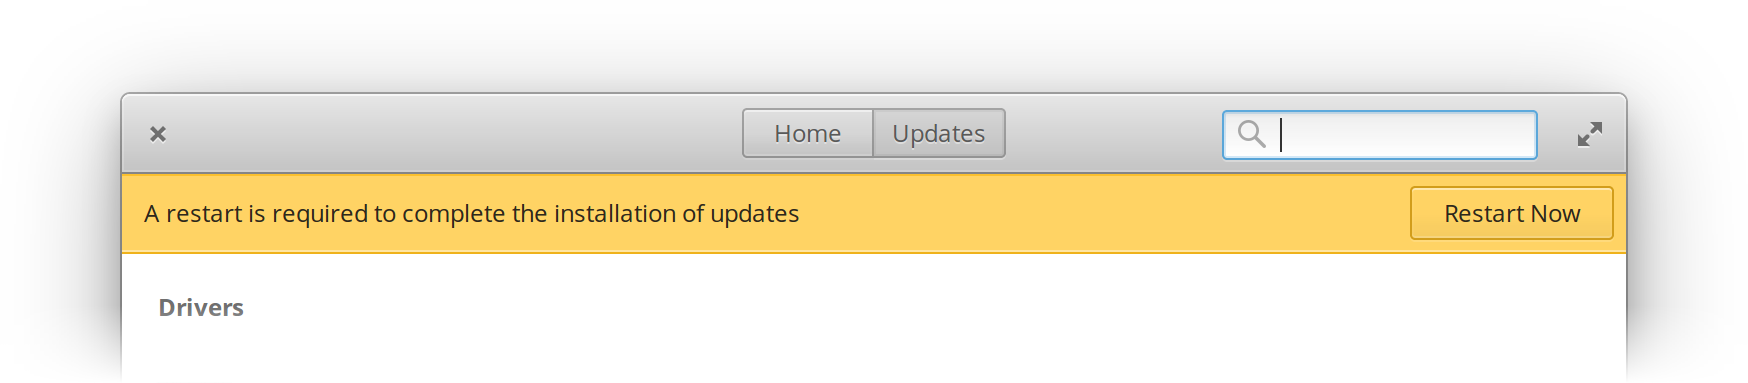 Home
Updates
A restart is required to complete the installation of updates
Restart Now
Drivers